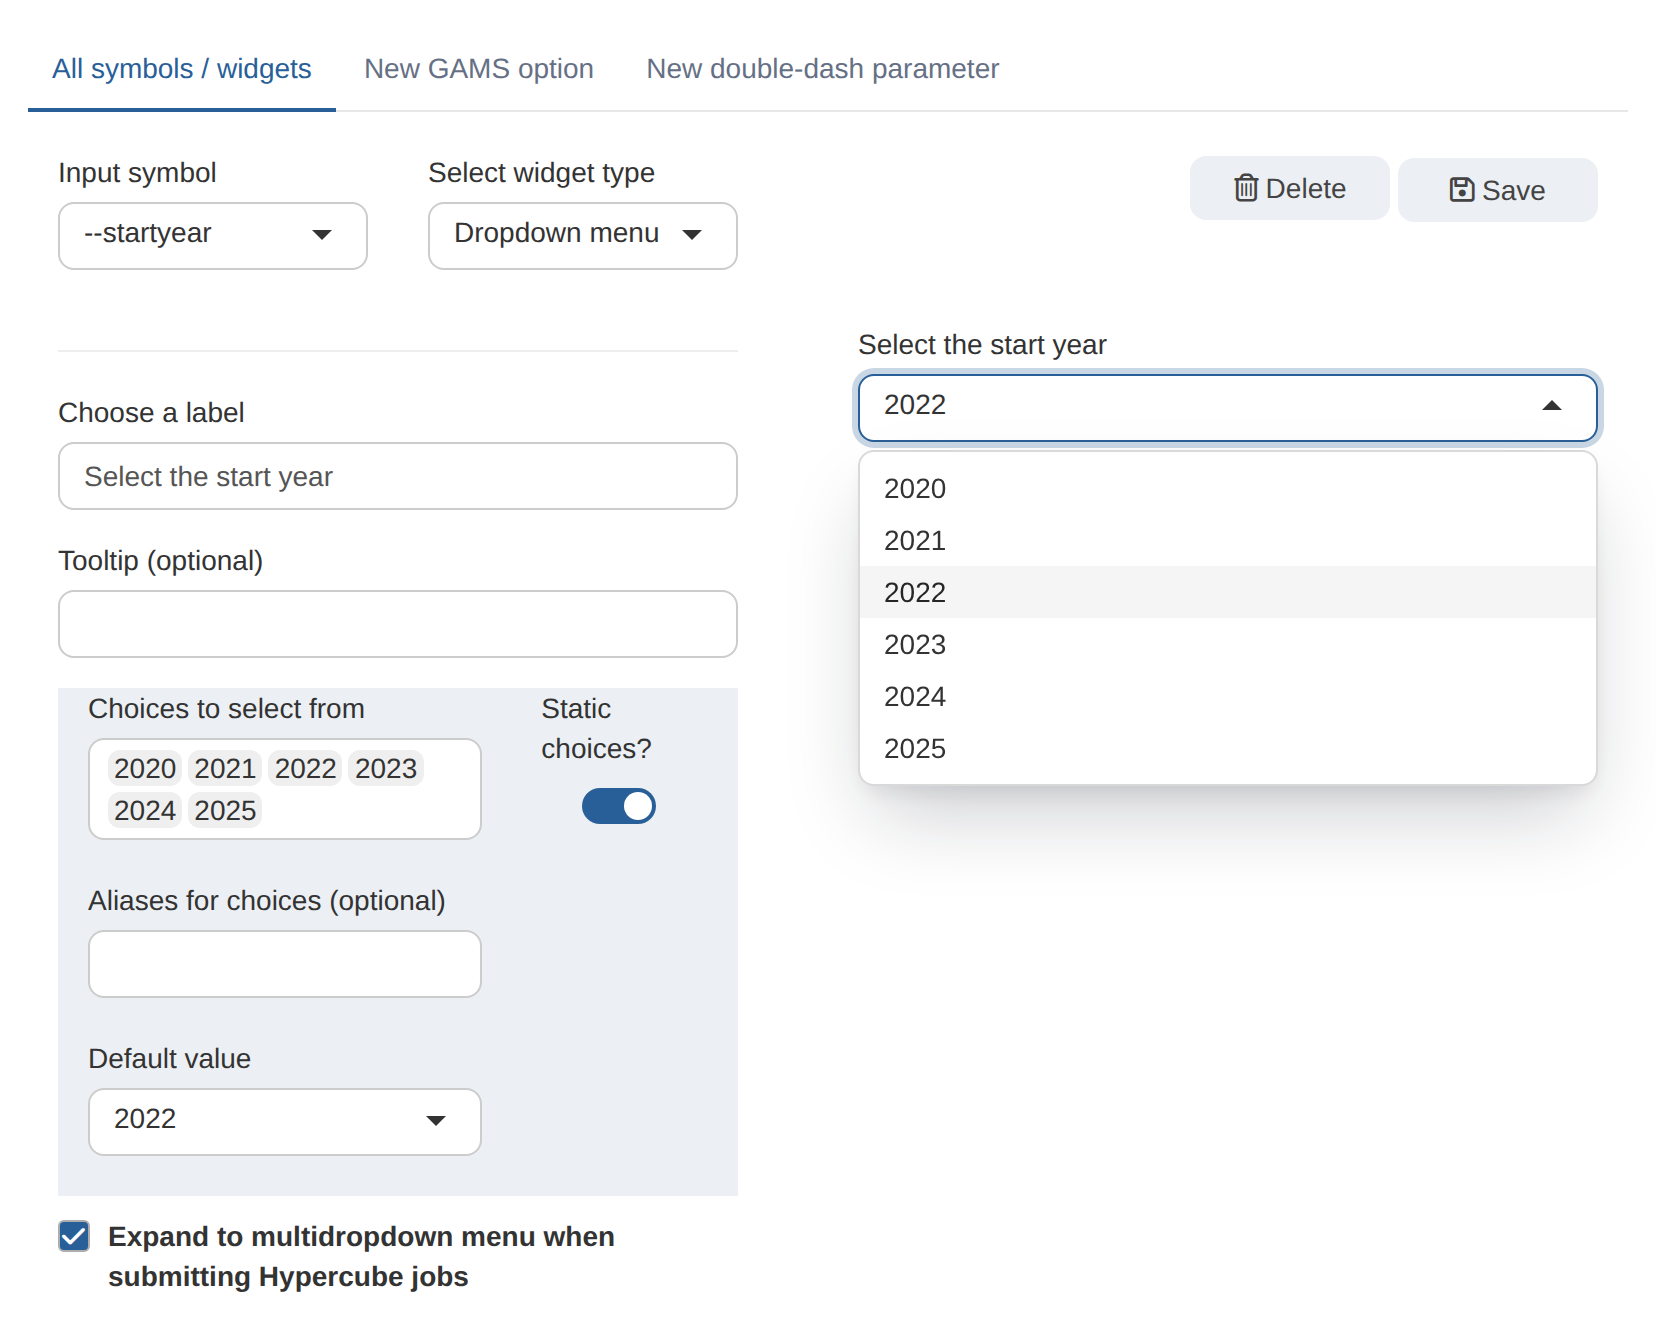 All symbols / widgets
New GAMS option
New double-dash parameter
Input symbol
Select widget type
--startyear
Dropdown menu
Delete
Save
Choose a label
Select the start year
Tooltip (optional)
Choices to select from
Static
choices?
2020 2021 2022 2023
2024 2025
Aliases for choices (optional)
Default value
2022
Expand to multidropdown menu when
submitting Hypercube jobs
Select the start year
2022
2020
2021
2022
2023
2024
2025